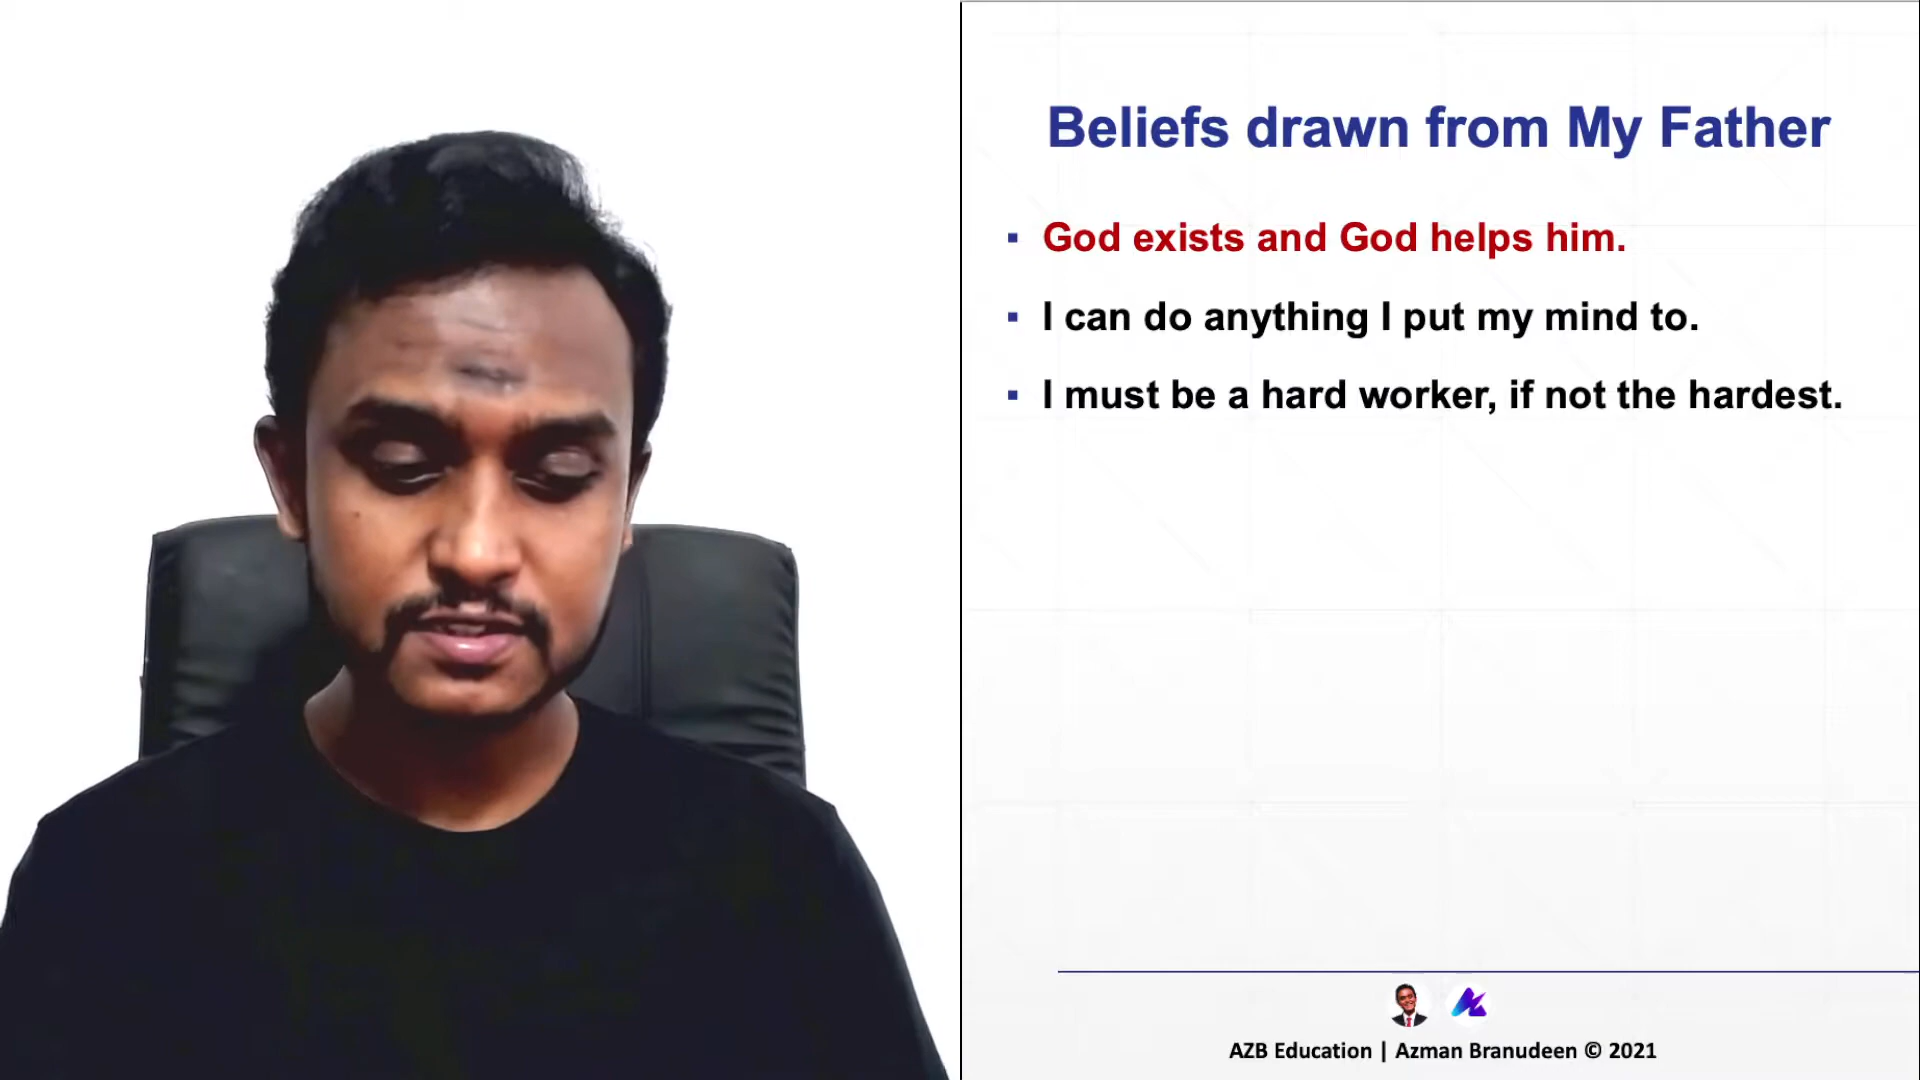 Beliefs drawn from My Father
▪ God exists and God helps him.
▪ I can do anything I put my mind to.
▪ I must be a hard worker, if not the hardest.
AZB Education | Azman Branudeen © 2021